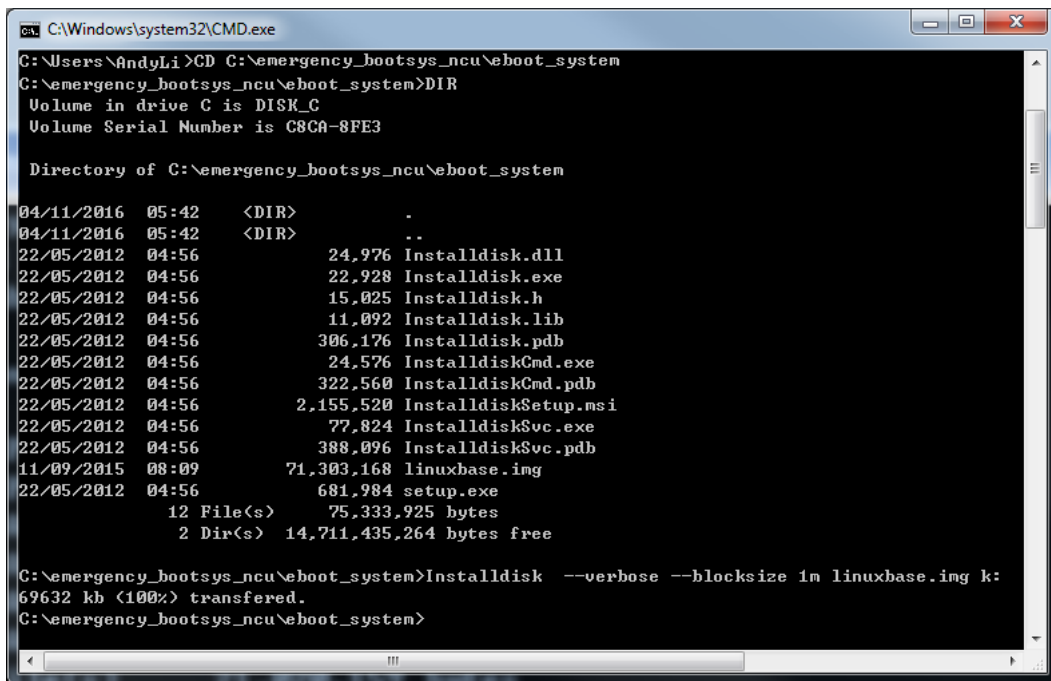 C:\Windows\system32\CMD.exe
C:\Users\AndyLi>CD C:\emergency_bootsys_ncu\eboot_system
C:\emergency_bootsys_ncu\eboot_system>DIR
Volume in drive C is DISK_C
Volume Serial Number is C8CA-8FE3
Directory of C:\emergency_bootsys_ncu\eboot_system
04/11/2016 05:42 <DIR> .
04/11/2016 05:42 <DIR> ..
22/05/2012 04:56 24,976 Installdisk.dll
22/05/2012 04:56 22,928 Installdisk.exe
22/05/2012 04:56 15,025 Installdisk.h
22/05/2012 04:56 11,092 Installdisk.lib
22/05/2012 04:56 306,176 Installdisk.pdb
22/05/2012 04:56 24,576 InstalldiskCmd.exe
22/05/2012 04:56 322,560 InstalldiskCmd.pdb
22/05/2012 04:56 2,155,520 InstalldiskSetup.msi
22/05/2012 04:56 77,824 InstalldiskSvc.exe
22/05/2012 04:56 388,096 InstalldiskSvc.pdb
11/09/2015 08:09 71,303,168 linuxbase.img
22/05/2012 04:56 681,984 setup.exe
12 File(s) 75,333,925 bytes
2 Dir(s) 14,711,435,264 bytes free
C:\emergency_bootsys_ncu\eboot_system>Installdisk --verbose --blocksize 1m linuxbase.img k:
69632 kb (100%) transfered.
C:\emergency_bootsys_ncu\eboot_system>